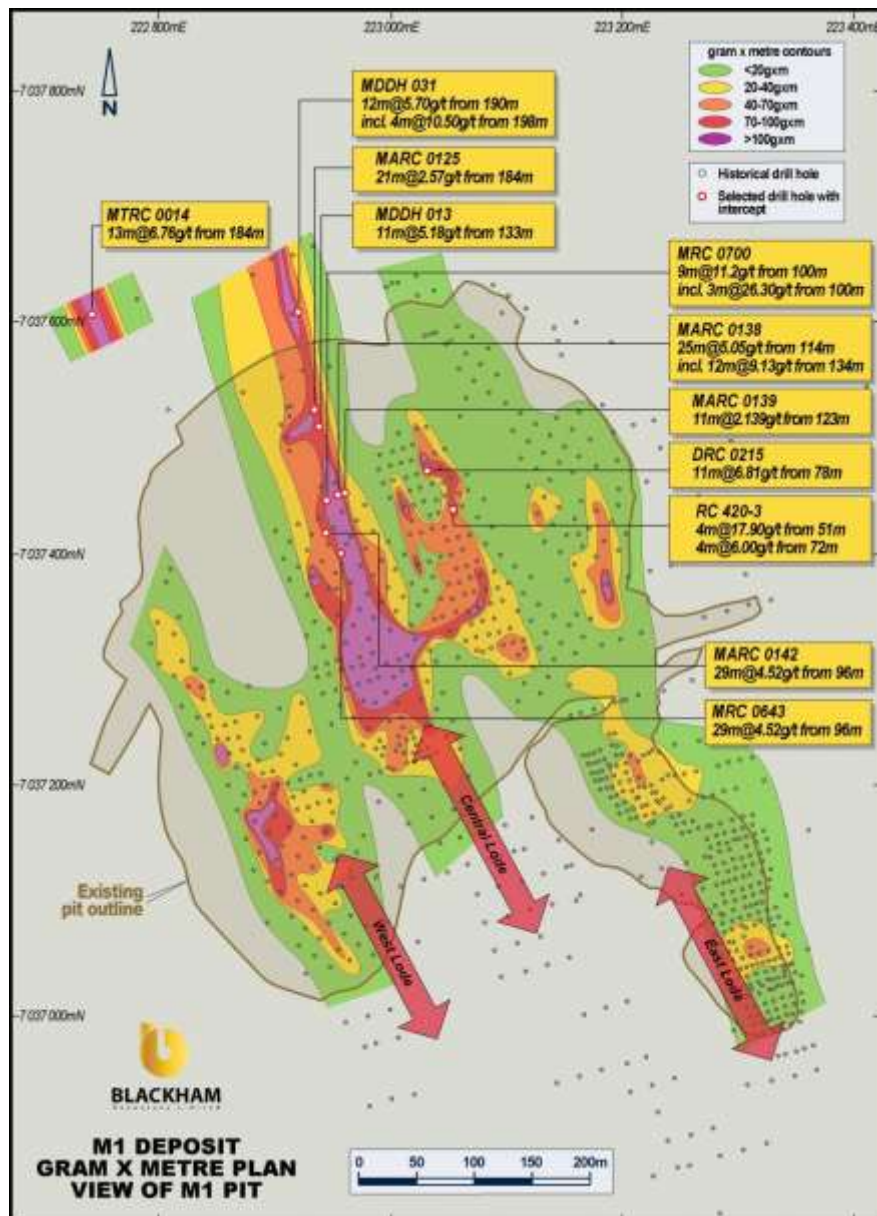 222 800mE
223 000mE
223 200mE
223 400mE
7 037 800mN
7 037 600mN
7 037 400mN
7 037 200mN
7 037 000mN
N
gram x metre contours
<20gxm
20-40gxm
40-70gxm
70-100gxm
>100gxm
Historical drill hole
Selected drill hole with
intercept
MDDH 031
12m@5.70g/t from 190m
incl. 4m@10.50g/t from 198m
MARC 0125
21m@2.57g/t from 184m
MDDH 013
11m@5.18g/t from 133m
MTRC 0014
13m@6.76g/t from 184m
MRC 0700
9m@11.2g/t from 100m
incl. 3m@26.30g/t from 100m
MARC 0138
25m@5.05g/t from 114m
incl. 12m@9.13g/t from 134m
MARC 0139
11m@2.139g/t from 123m
DRC 0215
11m@6.81g/t from 78m
RC 420-3
4m@17.90g/t from 51m
4m@6.00g/t from 72m
MARC 0142
29m@4.52g/t from 96m
MRC 0643
29m@4.52g/t from 96m
Central Lode
West Lode
East Lode
Existing
pit outline
BLACKHAM
M1 DEPOSIT
GRAM X METRE PLAN
VIEW OF M1 PIT
0 50 100 150 200m